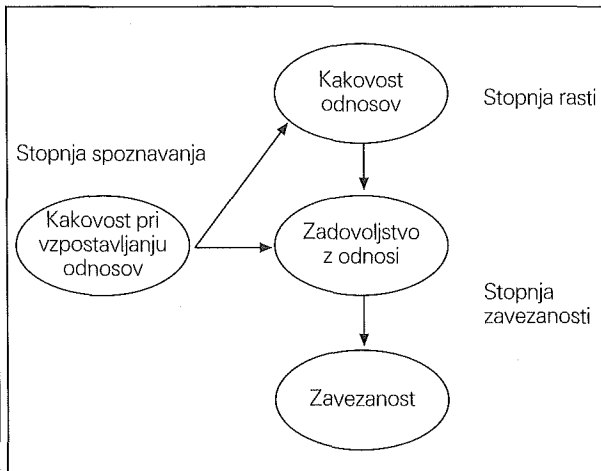 Kakovost
odnosov
Stopnja rasti
Stopnja spoznavanja
Kakovost pri
vzpostavljanju
odnosov
Zadovoljstvo
z odnosi
Stopnja
zavezanosti
Zavezanost